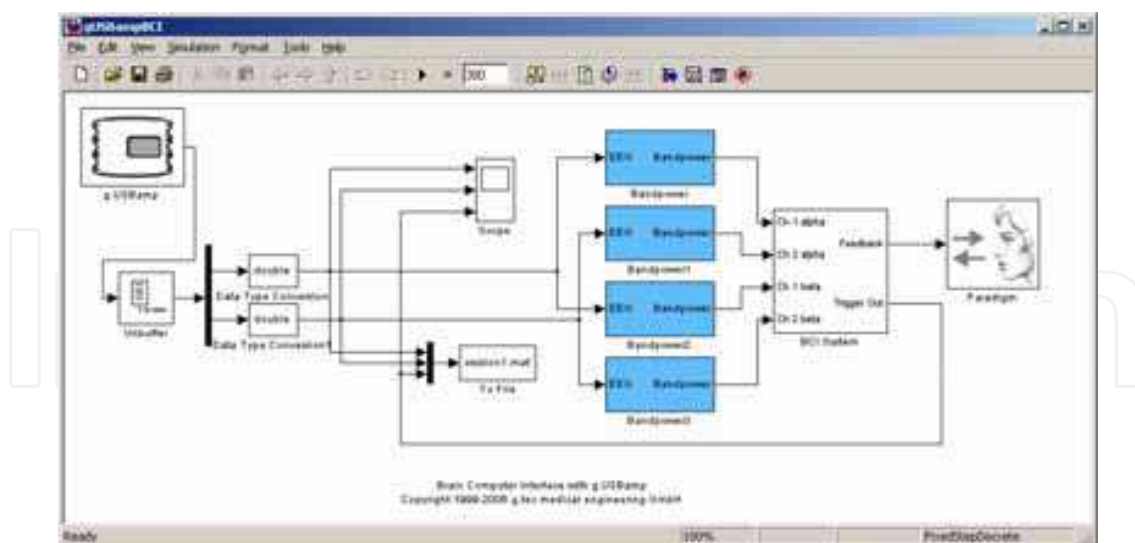 gUSBampBCI
File Edit View Simulation Format Tools Help
300
g.USBamp
Unbuffer
double
Data Type Conversion
double
Data Type Conversion1
Scope
session1.mat
To File
EEG Bandpower
Bandpower
EEG Bandpower
Bandpower1
EEG Bandpower
Bandpower2
EEG Bandpower
Bandpower3
Ch 1 alpha
Ch 2 alpha
Ch 1 beta
Ch 2 beta
Feedback
Trigger Out
BCI System
Paradigm
Brain Computer Interface with g.USBamp
Copyright 1999-2005 g.tec medical engineering GmbH
Ready 100% FixedStepDiscrete